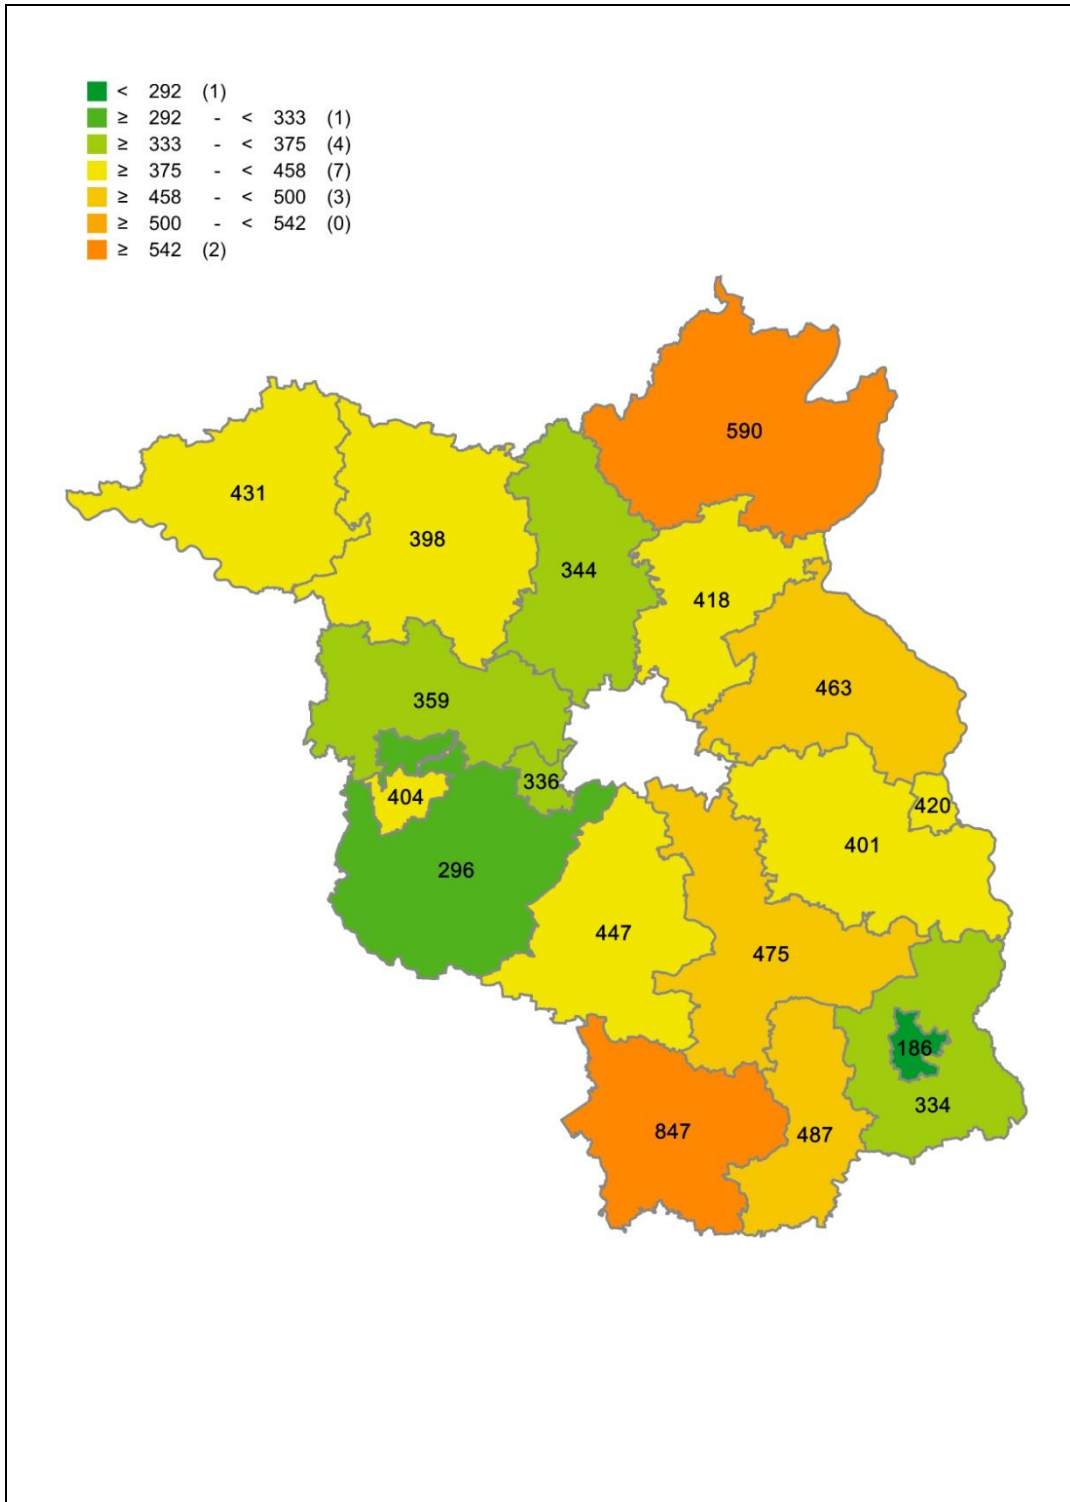 < 292 (1)
≥ 292 - < 333 (1)
≥ 333 - < 375 (4)
≥ 375 - < 458 (7)
≥ 458 - < 500 (3)
≥ 500 - < 542 (0)
≥ 542 (2)
590
431
398
344
418
463
359
336
404
420
401
296
447
475
186
334
847
487